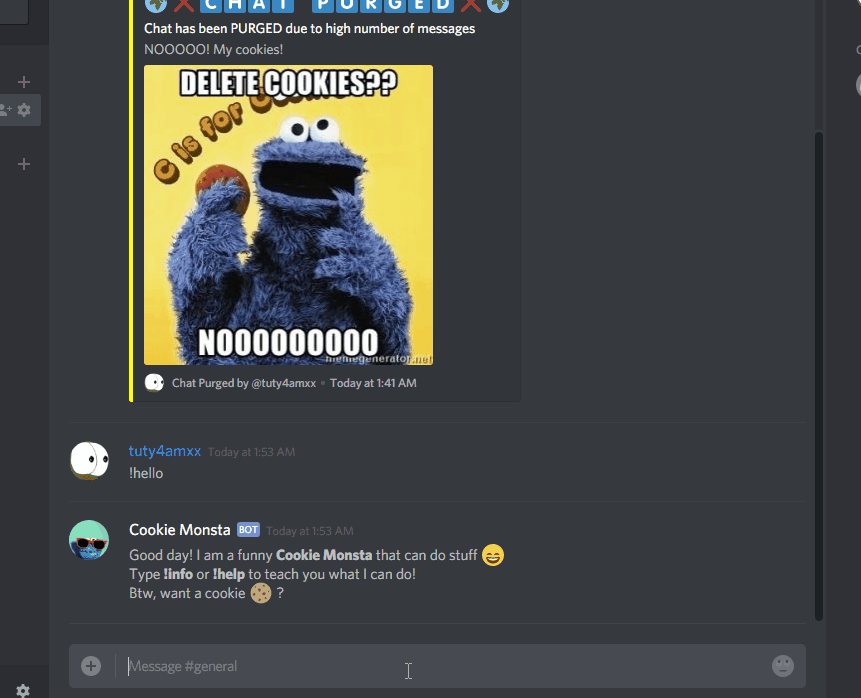 CHAT PURGED
Chat has been PURGED due to high number of messages
NOOOOO! My cookies!
DELETE COOKIES??
C is for Cookies
NOOOOOOOOO
memegenerator.net
Chat Purged by @tuty4amxx • Today at 1:41 AM
tuty4amxx Today at 1:53 AM
!hello
Cookie Monsta BOT Today at 1:53 AM
Good day! I am a funny Cookie Monsta that can do stuff
Type !info or !help to teach you what I can do!
Btw, want a cookie ?
Message #general